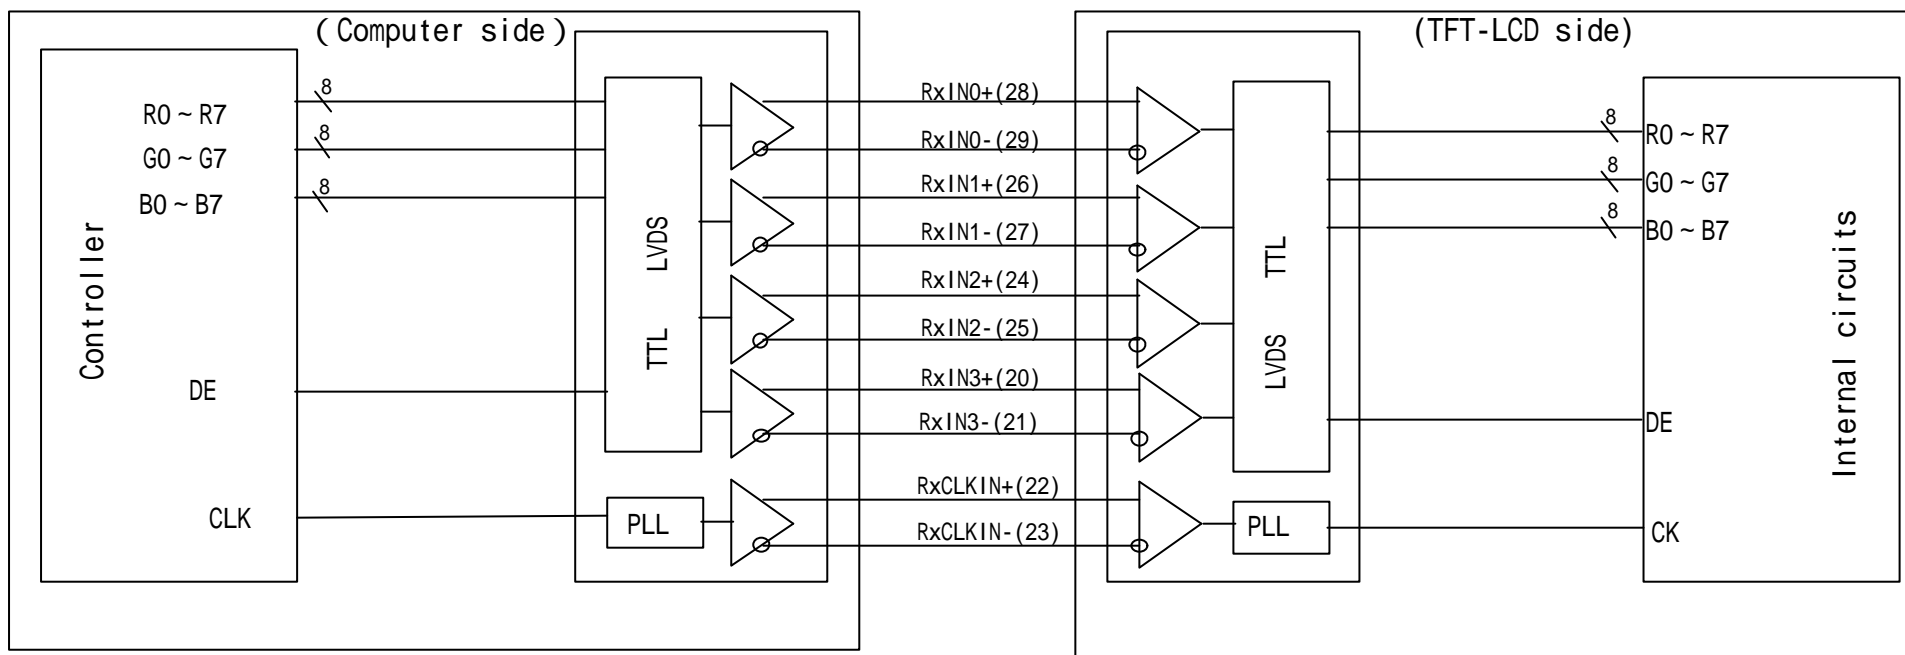 (Computer side)
(TFT-LCD side)
Controller
R0~R7
G0~G7
B0~B7
DE
CLK
8
8
8
TTL LVDS
PLL
RxIN0+(28)
RxIN0-(29)
RxIN1+(26)
RxIN1-(27)
RxIN2+(24)
RxIN2-(25)
RxIN3+(20)
RxIN3-(21)
RxCLKIN+(22)
RxCLKIN-(23)
LVDS TTL
PLL
8
8
8
R0~R7
G0~G7
B0~B7
DE
CK
Internal circuits